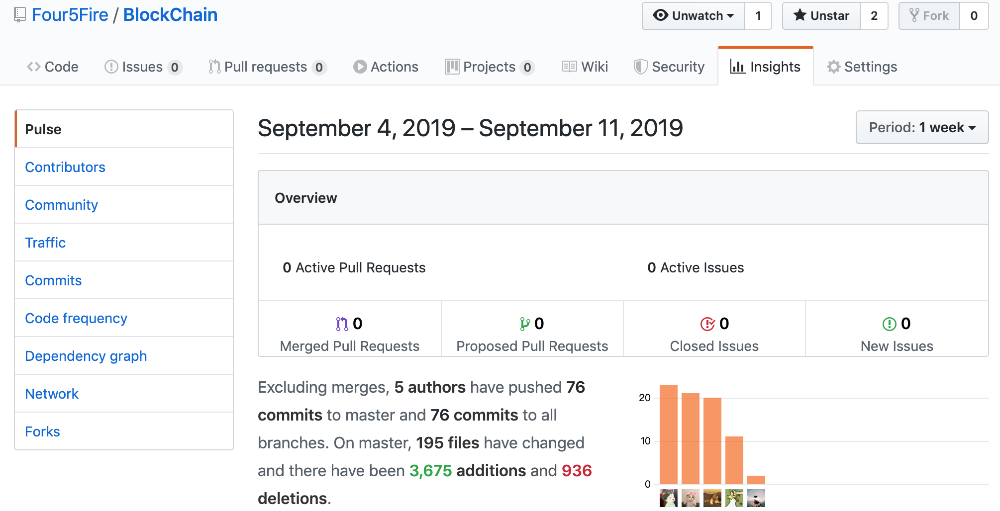 Four5Fire / BlockChain
Unwatch 1 Unstar 2 Fork 0
Code Issues 0 Pull requests 0 Actions Projects 0 Wiki Security Insights Settings
Pulse
Contributors
Community
Traffic
Commits
Code frequency
Dependency graph
Network
Forks
September 4, 2019 – September 11, 2019
Period: 1 week
Overview
0 Active Pull Requests
0 Active Issues
0
Merged Pull Requests
0
Proposed Pull Requests
0
Closed Issues
0
New Issues
Excluding merges, 5 authors have pushed 76
commits to master and 76 commits to all
branches. On master, 195 files have changed
and there have been 3,675 additions and 936
deletions.
20
10
0